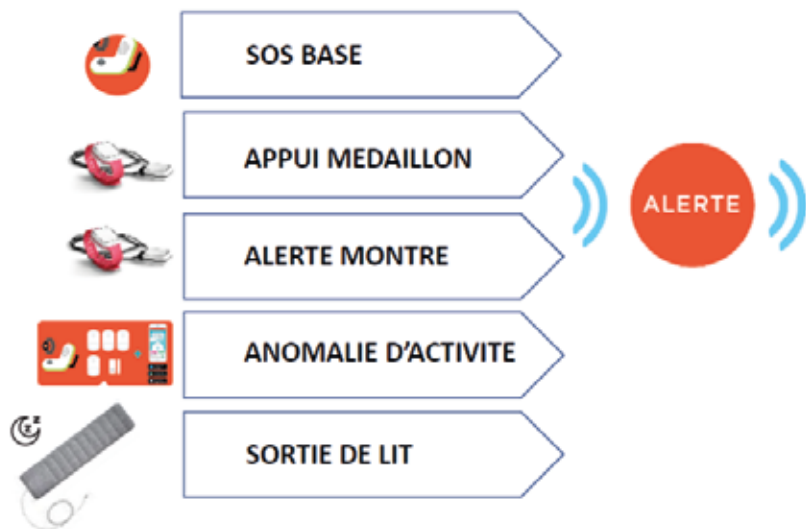 SOS BASE
APPUI MEDAILLON
ALERTE
ALERTE MONTRE
ANOMALIE D'ACTIVITE
SORTIE DE LIT